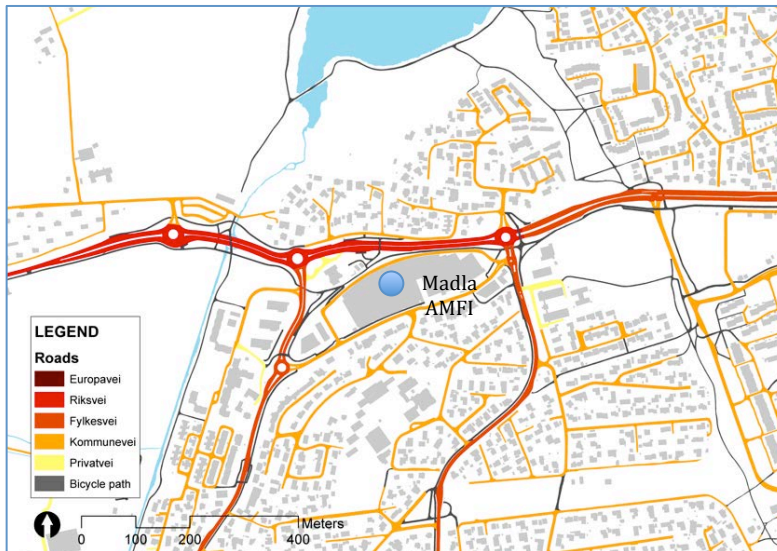 Madla
AMFI
LEGEND
Roads
Europavei
Riksvei
Fylkesvei
Kommunevei
Privatvei
Bicycle path
Meters
0 100 200 400